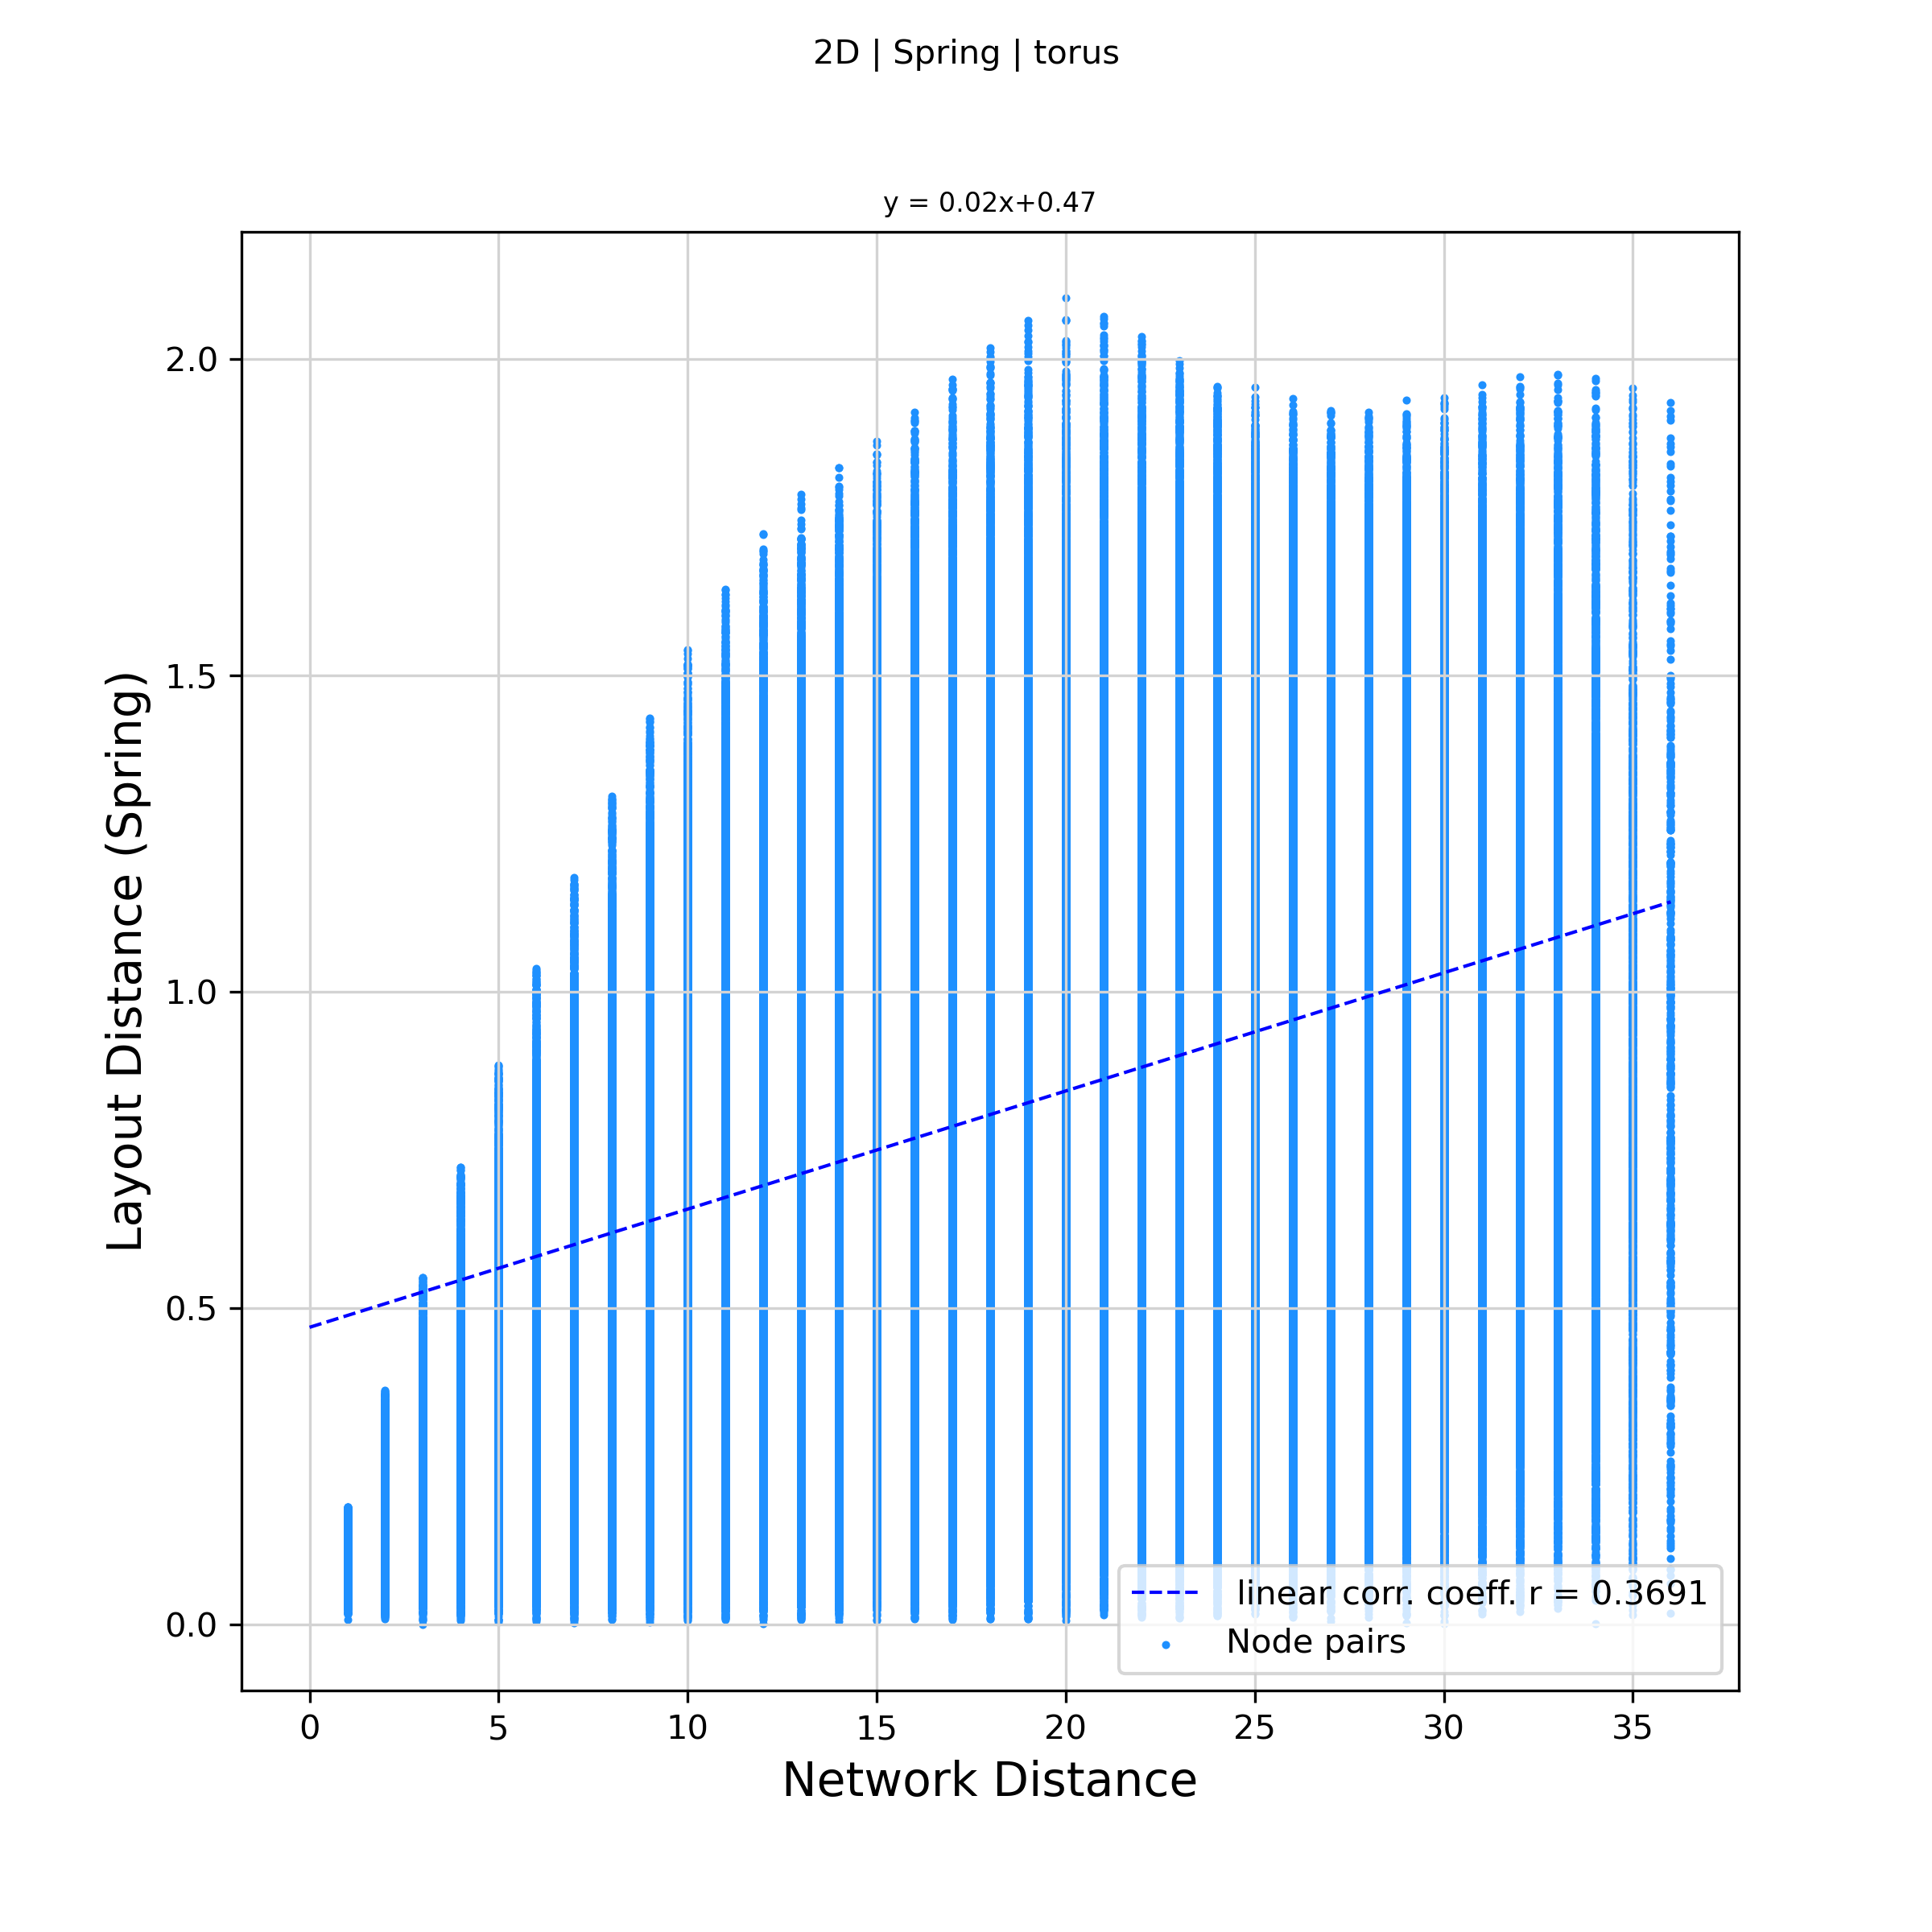 2D | Spring | torus
y = 0.02x+0.47
Layout Distance (Spring)
2.0
1.5
1.0
0.5
0.0
linear corr. coeff. r = 0.3691
Node pairs
0 5 10 15 20 25 30 35
Network Distance